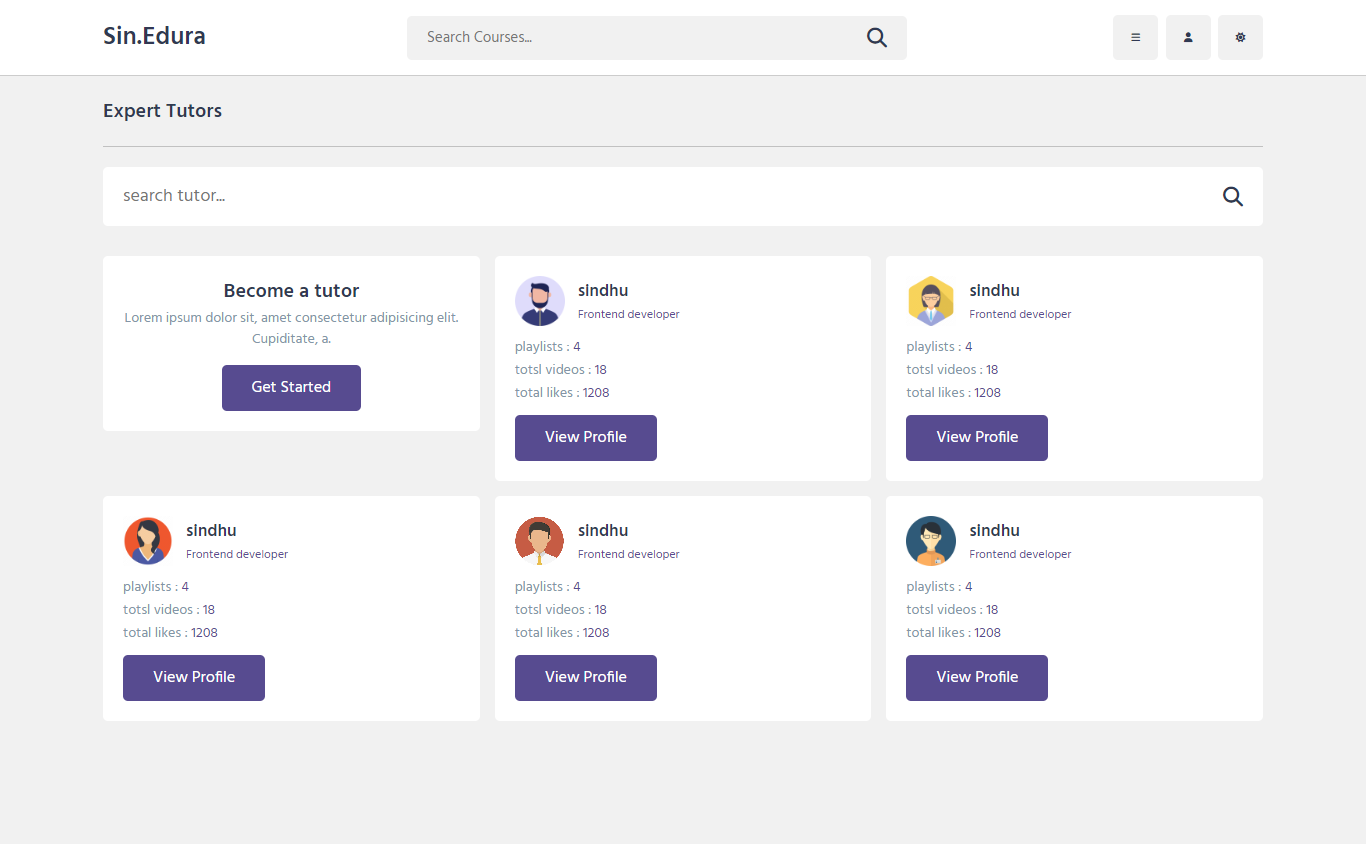 Sin.Edura
Search Courses...
Expert Tutors
search tutor...
Become a tutor
Lorem ipsum dolor sit, amet consectetur adipisicing elit.
Cupiditate, a.
Get Started
sindhu
Frontend developer
playlists : 4
totsl videos : 18
total likes : 1208
View Profile
sindhu
Frontend developer
playlists : 4
totsl videos : 18
total likes : 1208
View Profile
sindhu
Frontend developer
playlists : 4
totsl videos : 18
total likes : 1208
View Profile
sindhu
Frontend developer
playlists : 4
totsl videos : 18
total likes : 1208
View Profile
sindhu
Frontend developer
playlists : 4
totsl videos : 18
total likes : 1208
View Profile